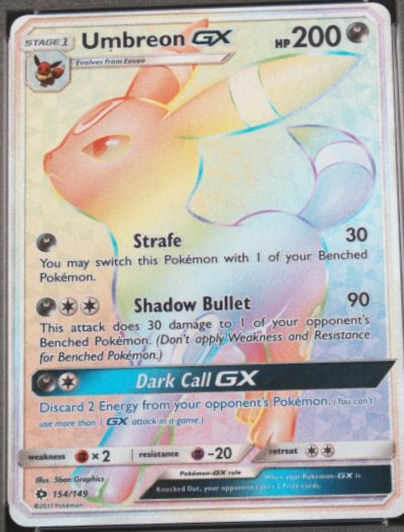 STAGE 1 Umbreon GX HP 200
Evolves from Eevee
Strafe 30
You may switch this Pokémon with 1 of your Benched
Pokémon.
Shadow Bullet 90
This attack does 30 damage to 1 of your opponent's
Benched Pokémon. (Don't apply Weakness and Resistance
for Benched Pokémon.)
Dark Call GX
Discard 2 Energy from your opponent's Pokémon. (You can't
use more than 1 GX attack in a game.)
weakness ×2 resistance -20 retreat
Illus. 5ban Graphics
154/149
©2017 Pokémon
Pokémon-GX rule
When your Pokémon-GX is
Knocked Out, your opponent takes 2 Prize cards.